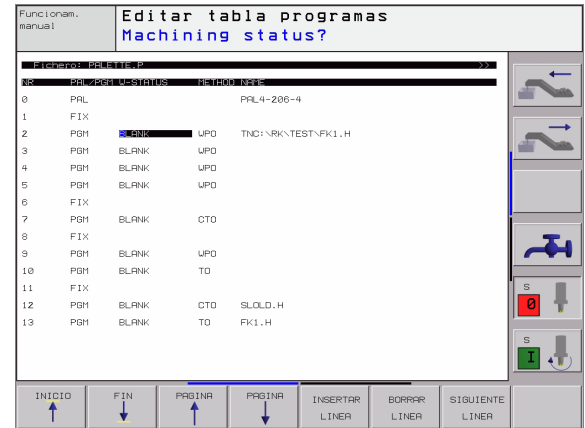 Funcionam.
manual
Editar tabla programas
Machining status?
Fichero: PALETTE.P >>
NR PAL/PGM W-STATUS METHOD NAME
0 PAL PAL4-206-4
1 FIX
2 PGM BLANK WPO TNC:\RK\TEST\FK1.H
3 PGM BLANK WPO
4 PGM BLANK WPO
5 PGM BLANK WPO
6 FIX
7 PGM BLANK CTO
8 FIX
9 PGM BLANK WPO
10 PGM BLANK TO
11 FIX
12 PGM BLANK CTO SLOLD.H
13 PGM BLANK TO FK1.H
S
0
S
I
INICIO FIN PAGINA PAGINA INSERTAR BORRAR SIGUIENTE
LINEA LINEA LINEA